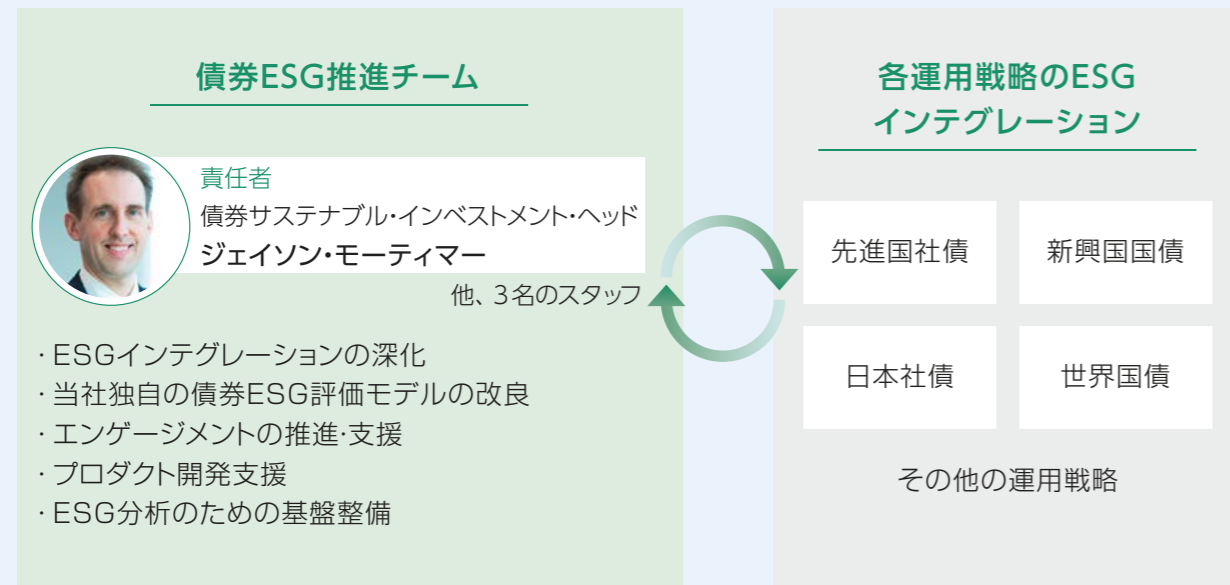 債券ESG推進チーム
責任者
債券サステナブル・インベストメント・ヘッド
ジェイソン・モーティマー
他、3名のスタッフ
・ESGインテグレーションの深化
・当社独自の債券ESG評価モデルの改良
・エンゲージメントの推進・支援
・プロダクト開発支援
・ESG分析のための基盤整備
各運用戦略のESG
インテグレーション
先進国社債
新興国国債
日本社債
世界国債
その他の運用戦略